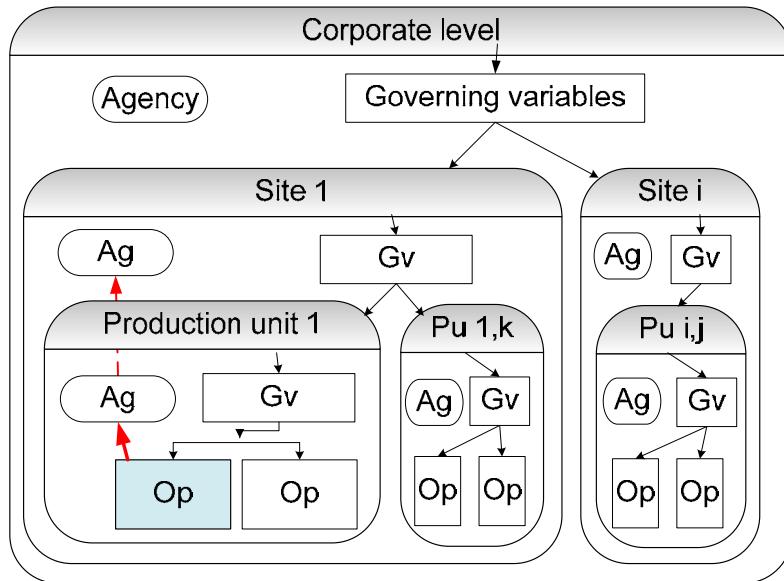 Corporate level
Agency
Governing variables
Site 1
Site i
Ag
Gv
Ag
Gv
Production unit 1
Pu 1,k
Pu i,j
Ag
Gv
Ag
Gv
Ag
Gv
Op
Op
Op
Op
Op
Op